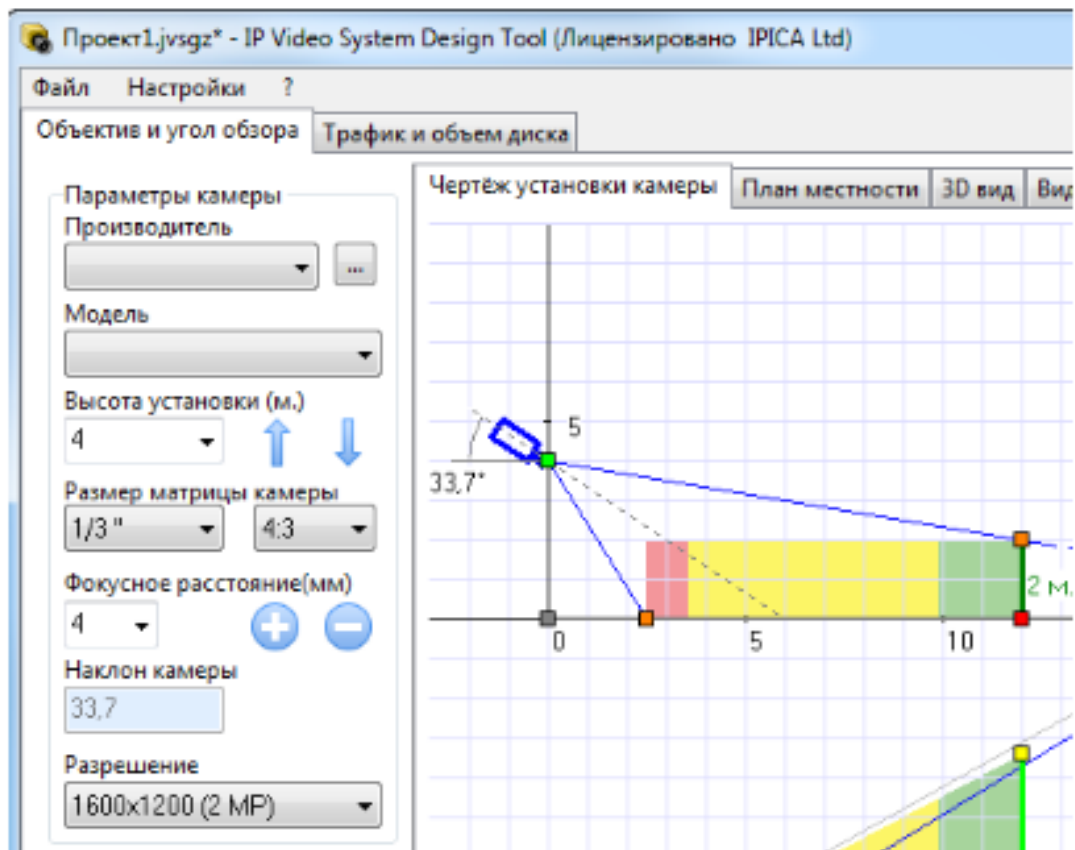 Проект1.jvsgz* - IP Video System Design Tool (Лицензировано IPICA Ltd)
Файл Настройки ?
Объектив и угол обзора Трафик и объем диска
Параметры камеры
Производитель
...
Модель
Высота установки (м.)
4
Размер матрицы камеры
1/3 " 4:3
Фокусное расстояние(мм)
4
Наклон камеры
33,7
Разрешение
1600x1200 (2 MP)
Чертёж установки камеры План местности 3D вид Вид
5
33,7°
2 м.
0 5 10